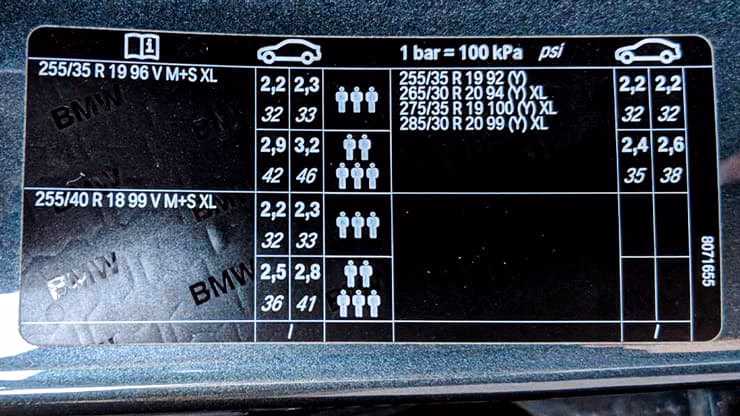 1 bar = 100 kPa psi
255/35 R 19 96 V M+S XL
2,2 2,3
32 33
2,9 3,2
42 46
255/35 R 19 92 (Y)
265/30 R 20 94 (Y) XL
275/35 R 19 100 (Y) XL
285/30 R 20 99 (Y) XL
2,2 2,2
32 32
2,4 2,6
35 38
255/40 R 18 99 V M+S XL
2,2 2,3
32 33
2,5 2,8
36 41
/
/
8071655
BMW
BMW
BMW